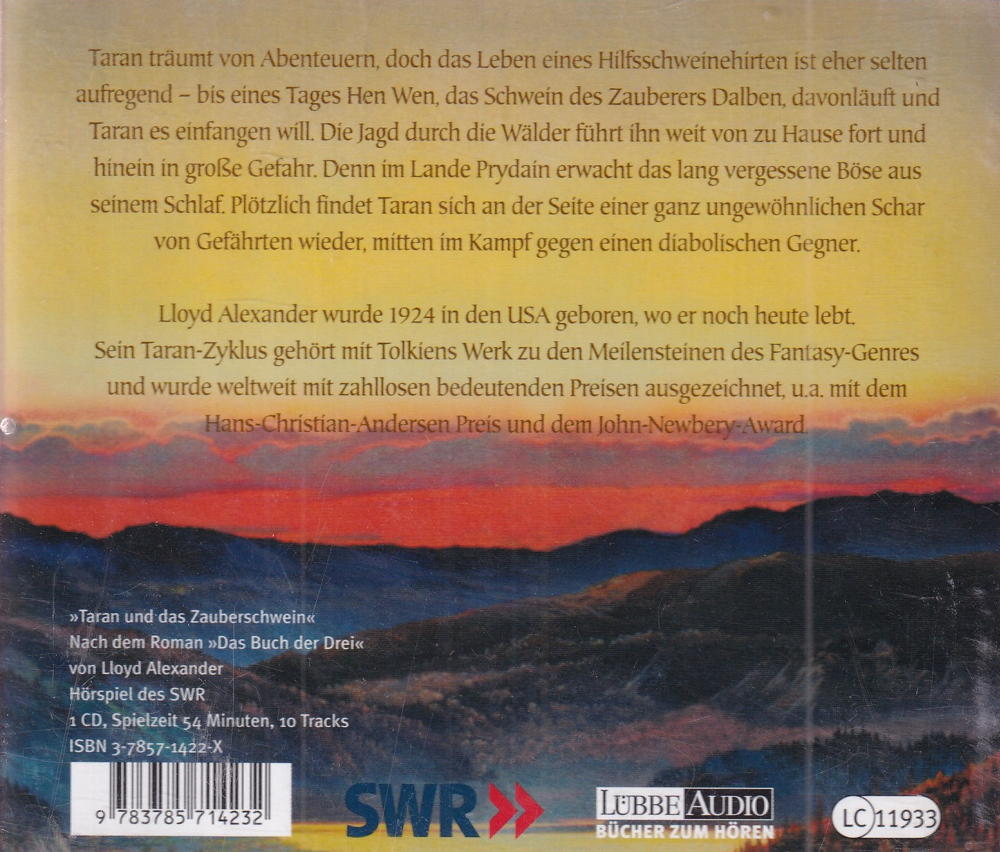 Taran träumt von Abenteuern, doch das Leben eines Hilfsschweinehirten ist eher selten
aufregend – bis eines Tages Hen Wen, das Schwein des Zauberers Dalben, davonläuft und
Taran es einfangen will. Die Jagd durch die Wälder führt ihn weit von zu Hause fort und
hinein in große Gefahr. Denn im Lande Prydain erwacht das lang vergessene Böse aus
seinem Schlaf. Plötzlich findet Taran sich an der Seite einer ganz ungewöhnlichen Schar
von Gefährten wieder, mitten im Kampf gegen einen diabolischen Gegner.
Lloyd Alexander wurde 1924 in den USA geboren, wo er noch heute lebt.
Sein Taran-Zyklus gehört mit Tolkiens Werk zu den Meilensteinen des Fantasy-Genres
und wurde weltweit mit zahllosen bedeutenden Preisen ausgezeichnet, u.a. mit dem
Hans-Christian-Andersen Preis und dem John-Newbery-Award.
»Taran und das Zauberschwein«
Nach dem Roman »Das Buch der Drei«
von Lloyd Alexander
Hörspiel des SWR
1 CD, Spielzeit 54 Minuten, 10 Tracks
ISBN 3-7857-1422-X
9 783785 714232
SWR
LÜBBE AUDIO
BÜCHER ZUM HÖREN
LC 11933